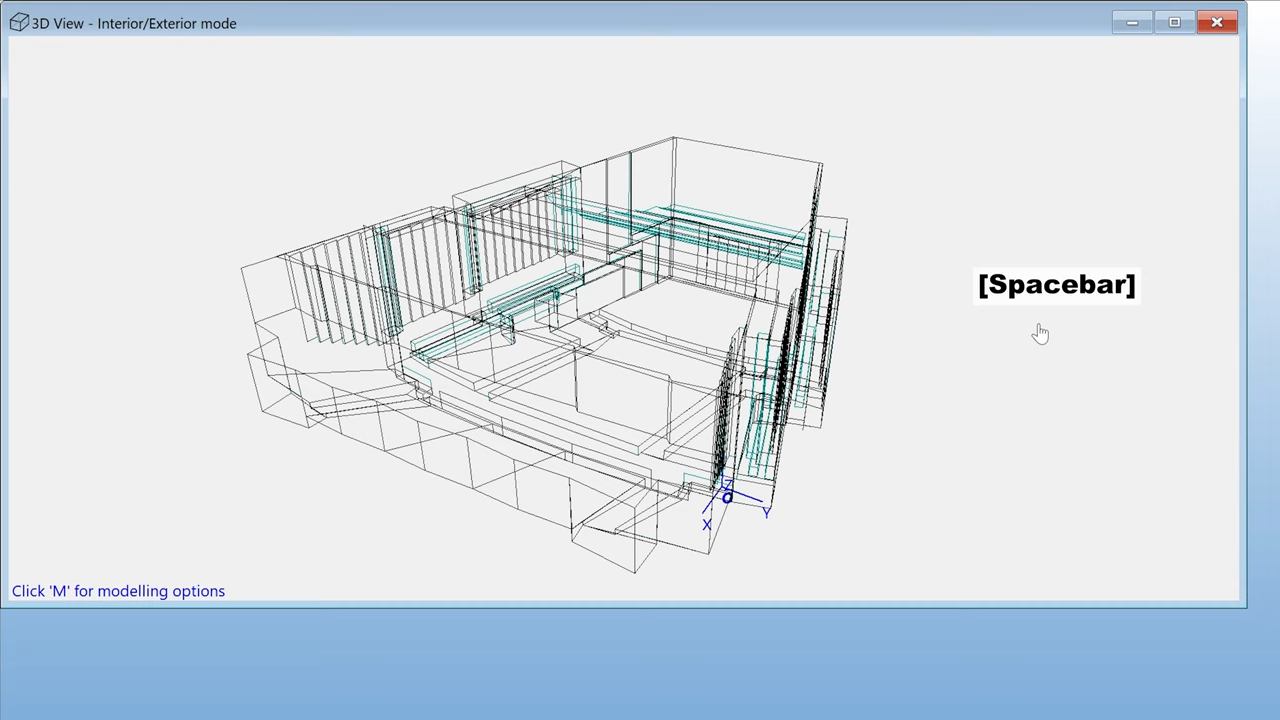 3D View - Interior/Exterior mode
[Spacebar]
Z
O
X
Y
Click 'M' for modelling options